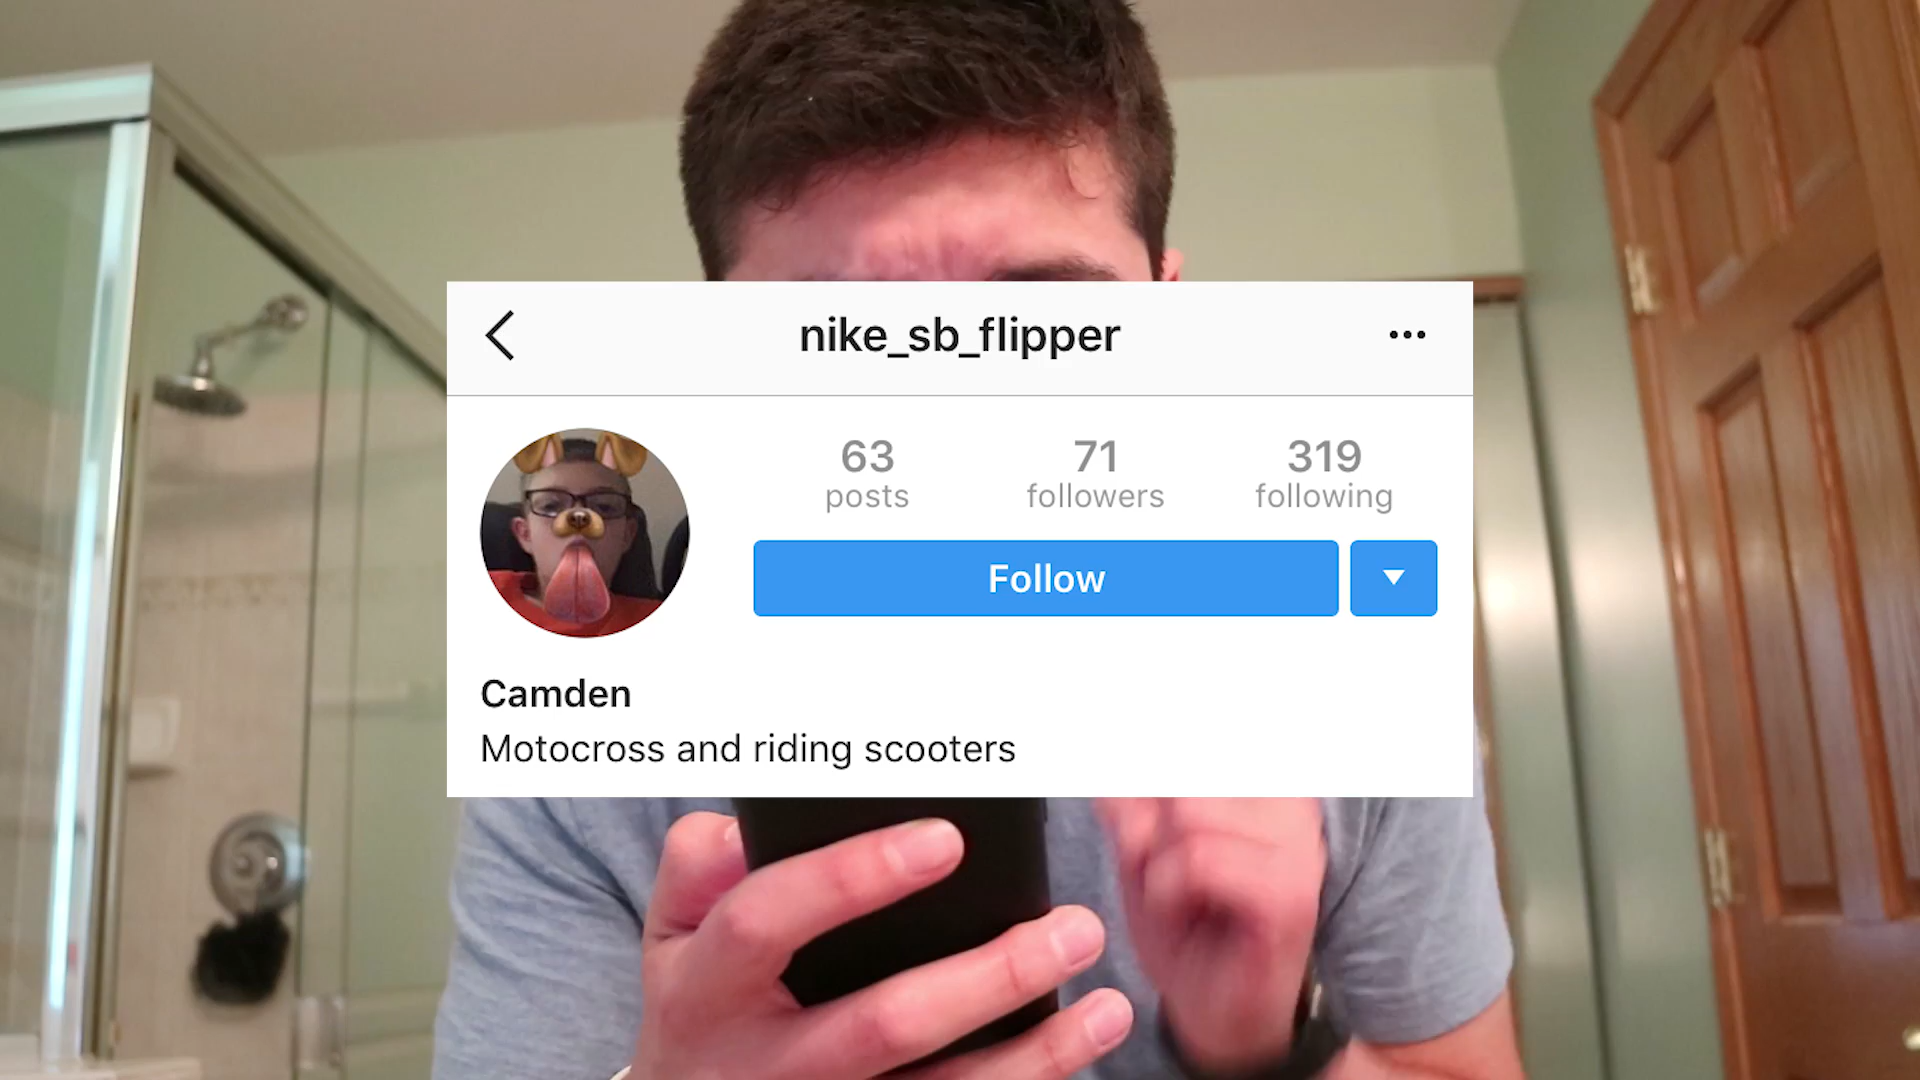 nike_sb_flipper
63 71 319
posts followers following
Follow
Camden
Motocross and riding scooters